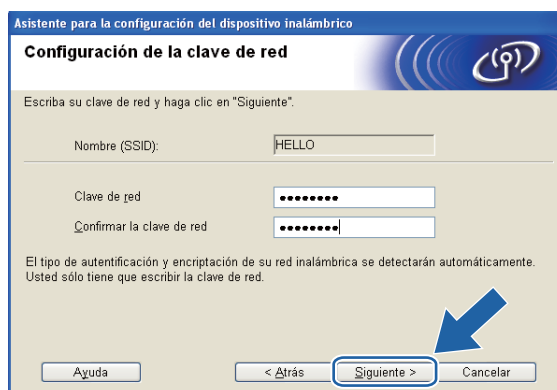 Asistente para la configuración del dispositivo inalámbrico
Configuración de la clave de red
Escriba su clave de red y haga clic en "Siguiente".
Nombre (SSID): HELLO
Clave de red ••••••••
Confirmar la clave de red ••••••••
El tipo de autentificación y encriptación de su red inalámbrica se detectarán automáticamente.
Usted sólo tiene que escribir la clave de red.
Ayuda < Atrás Siguiente > Cancelar